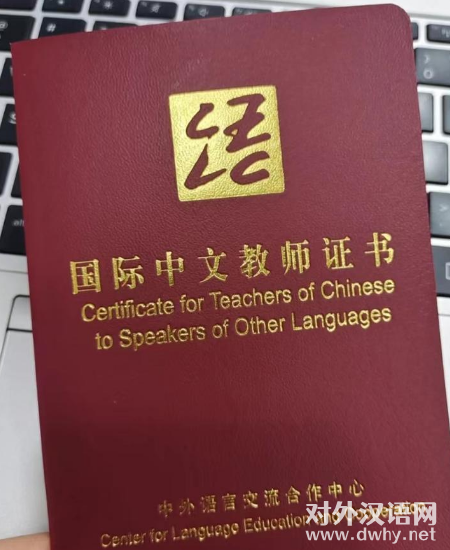 国际中文教师证书
Certificate for Teachers of Chinese
to Speakers of Other Languages
中外语言交流合作中心
Center for Language Education and Cooperation
对外汉语网
www.dwhy.net